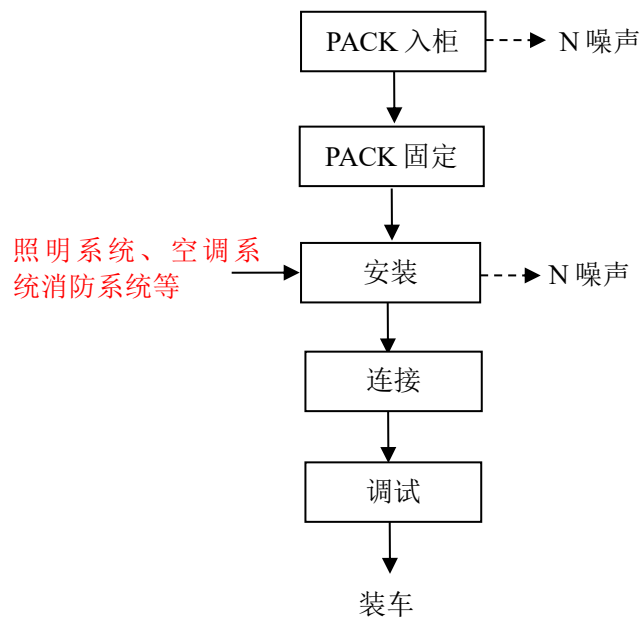 PACK 入柜
N 噪声
PACK 固定
照明系统、空调系
统消防系统等
安装
N 噪声
连接
调试
装车